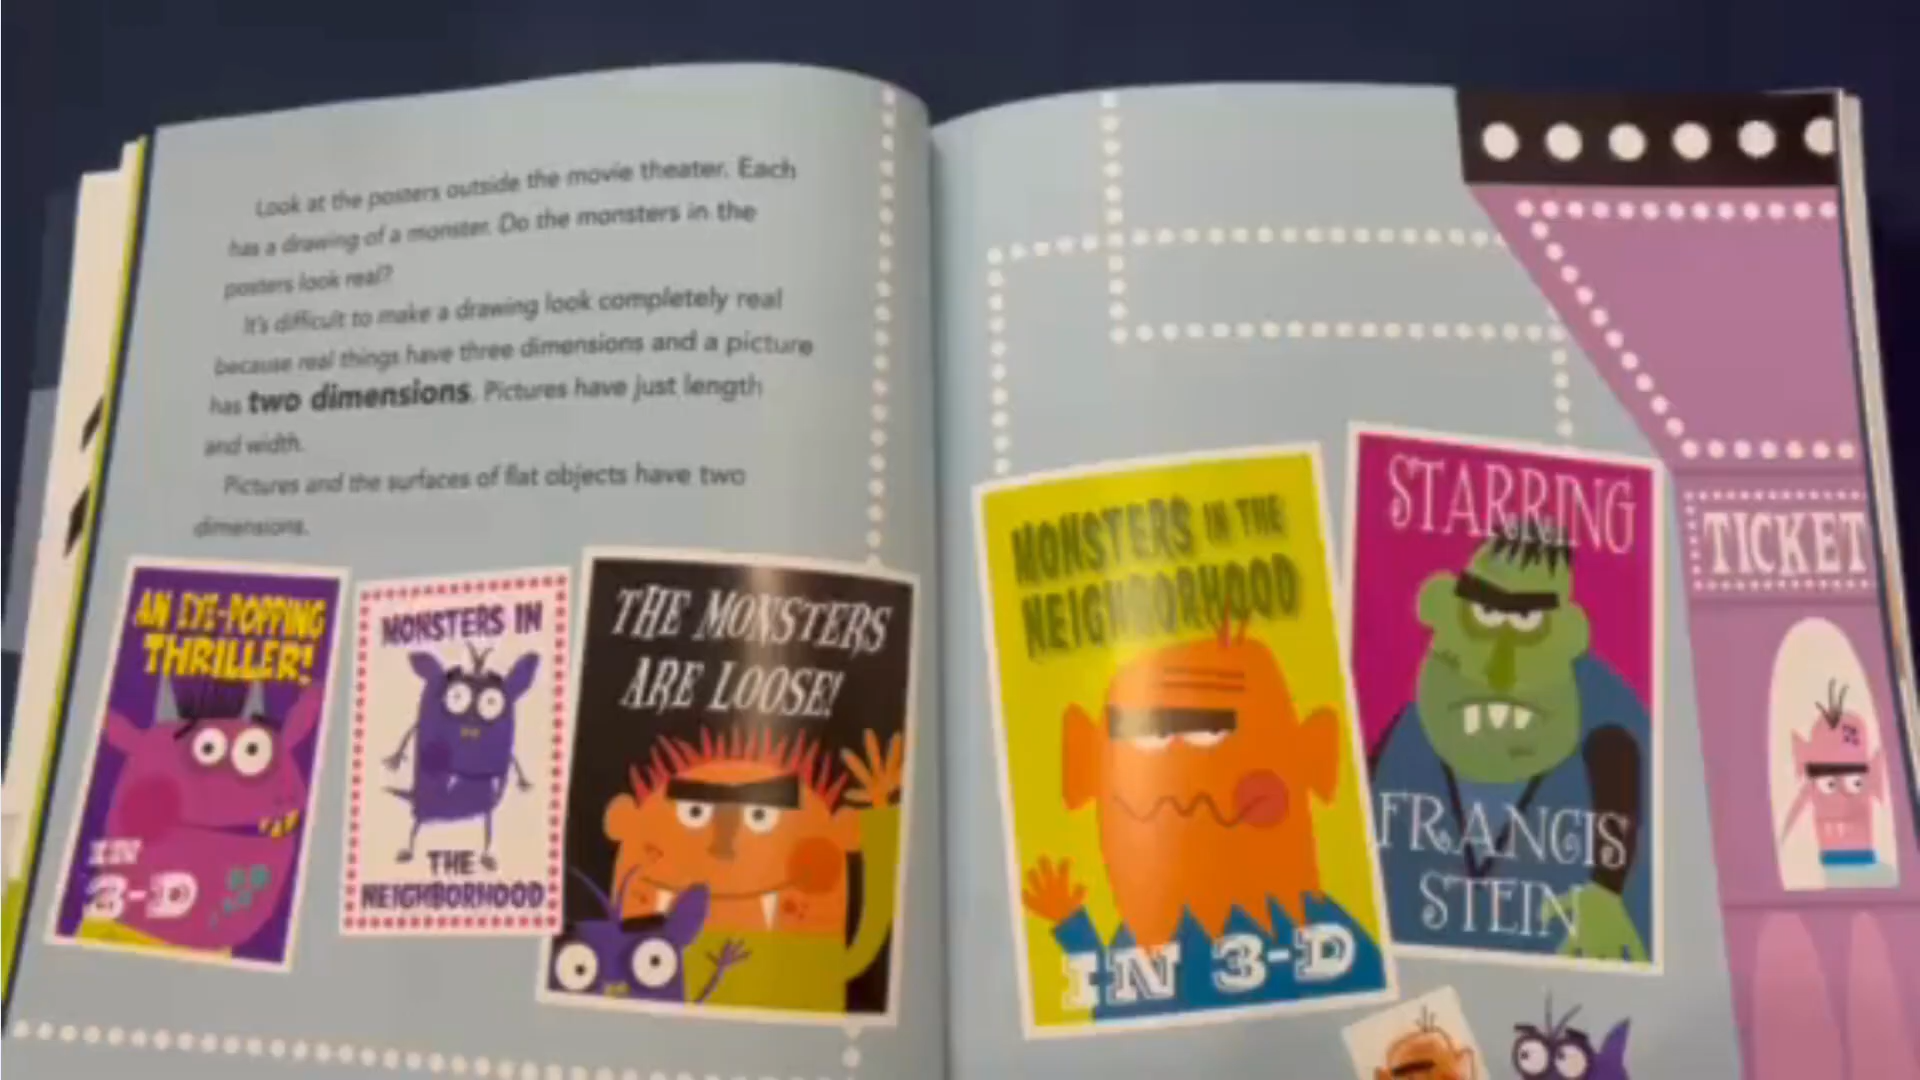 Look at the posters outside the movie theater. Each
has a drawing of a monster. Do the monsters in the
posters look real?
It's difficult to make a drawing look completely real
because real things have three dimensions and a picture
has two dimensions. Pictures have just length
and width.
Pictures and the surfaces of flat objects have two
dimensions.
AN EYE-POPPING
THRILLER!
3-D
MONSTERS IN
THE
NEIGHBORHOOD
THE MONSTERS
ARE LOOSE!
MONSTERS IN THE
NEIGHBORHOOD
IN 3-D
STARRING
FRANCIS
STEIN
TICKET